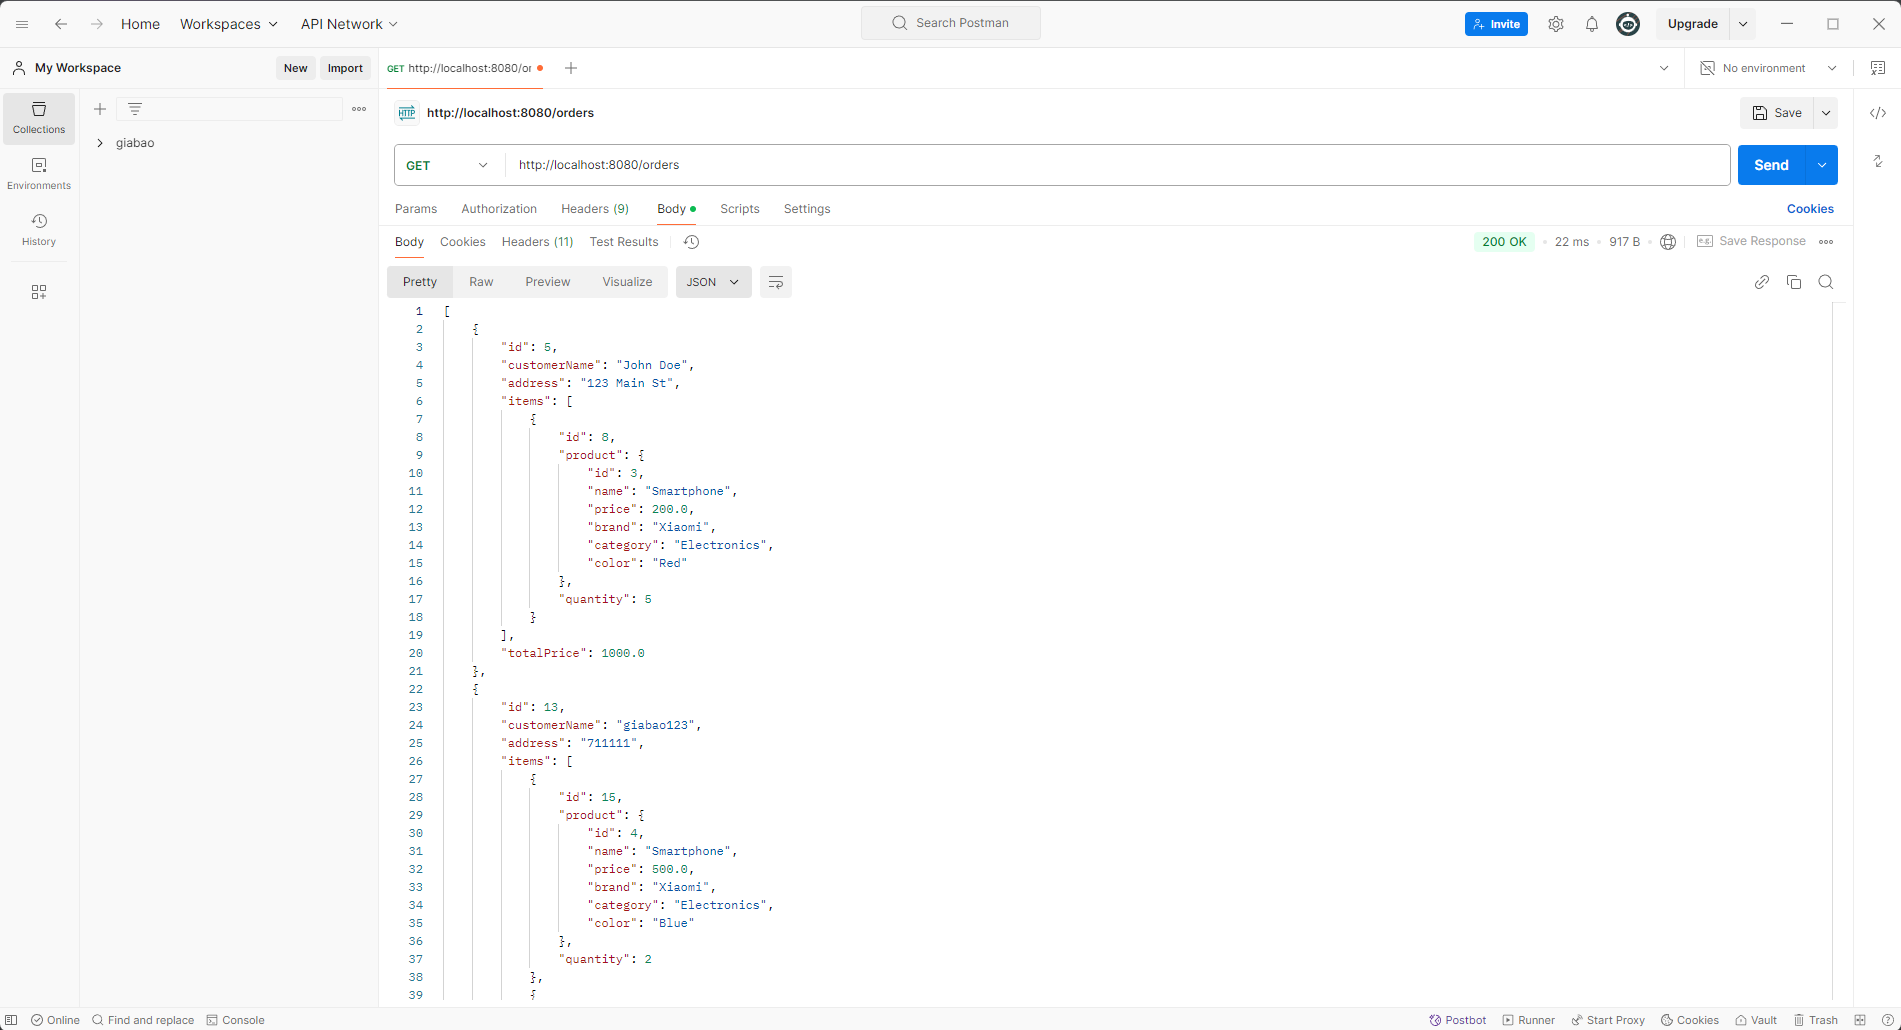 Home Workspaces API Network Search Postman Invite Upgrade
My Workspace New Import GET http://localhost:8080/or No environment
Collections
Environments
History
giabao
HTTP http://localhost:8080/orders Save
GET http://localhost:8080/orders Send
Params Authorization Headers (9) Body Scripts Settings Cookies
Body Cookies Headers (11) Test Results 200 OK 22 ms 917 B Save Response
Pretty Raw Preview Visualize JSON
1 [
2 {
3 "id": 5,
4 "customerName": "John Doe",
5 "address": "123 Main St",
6 "items": [
7 {
8 "id": 8,
9 "product": {
10 "id": 3,
11 "name": "Smartphone",
12 "price": 200.0,
13 "brand": "Xiaomi",
14 "category": "Electronics",
15 "color": "Red"
16 },
17 "quantity": 5
18 }
19 ],
20 "totalPrice": 1000.0
21 },
22 {
23 "id": 13,
24 "customerName": "giabao123",
25 "address": "711111",
26 "items": [
27 {
28 "id": 15,
29 "product": {
30 "id": 4,
31 "name": "Smartphone",
32 "price": 500.0,
33 "brand": "Xiaomi",
34 "category": "Electronics",
35 "color": "Blue"
36 },
37 "quantity": 2
38 },
39 {
Online Find and replace Console Postbot Runner Start Proxy Cookies Vault Trash